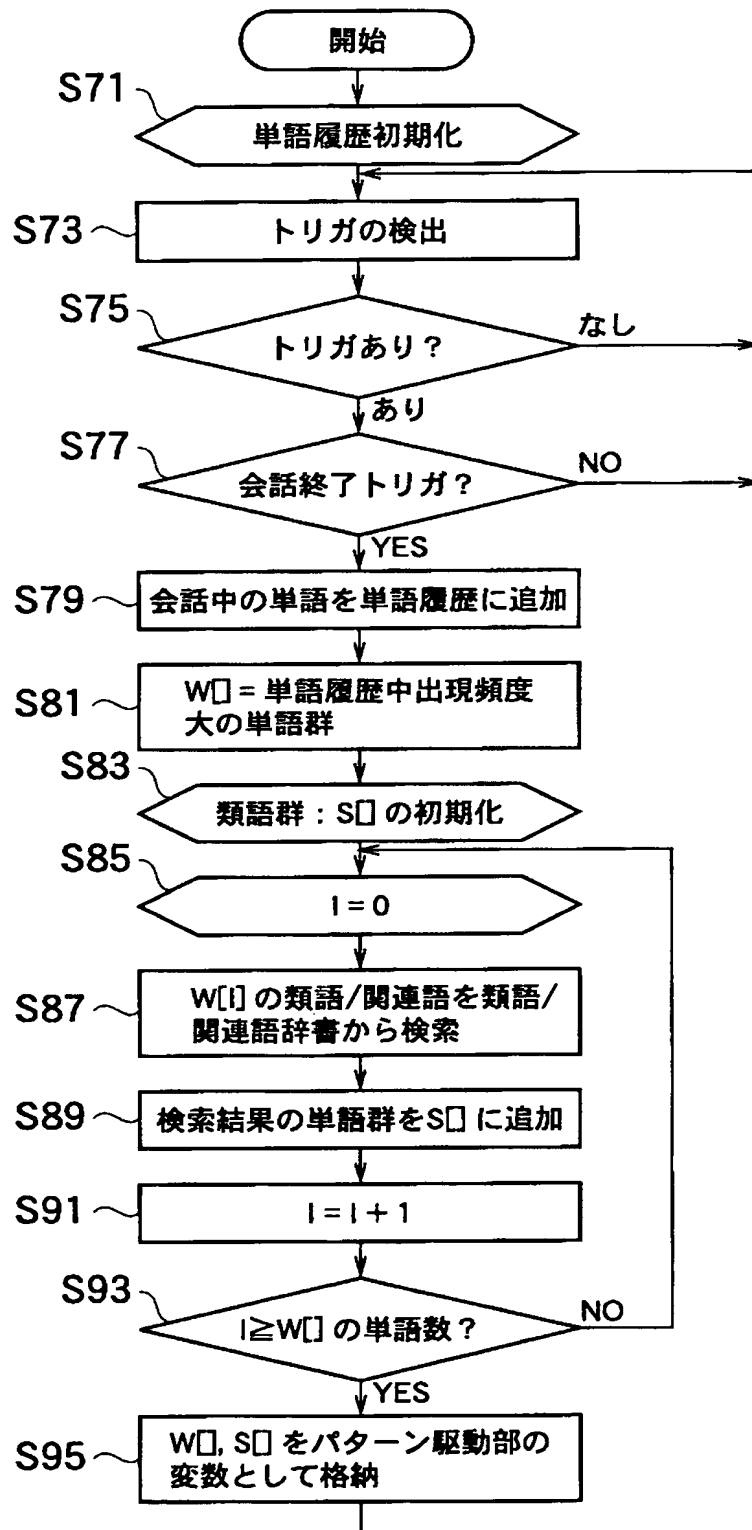 開始
S71
単語履歴初期化
S73
トリガの検出
S75
トリガあり？
なし
あり
S77
会話終了トリガ？
NO
YES
S79
会話中の単語を単語履歴に追加
S81
W[] = 単語履歴中出現頻度
大の単語群
S83
類語群：S[] の初期化
S85
I = 0
S87
W[I] の類語/関連語を類語/
関連語辞書から検索
S89
検索結果の単語群をS[] に追加
S91
I = I + 1
S93
I≧W[] の単語数？
NO
YES
S95
W[], S[] をパターン駆動部の
変数として格納